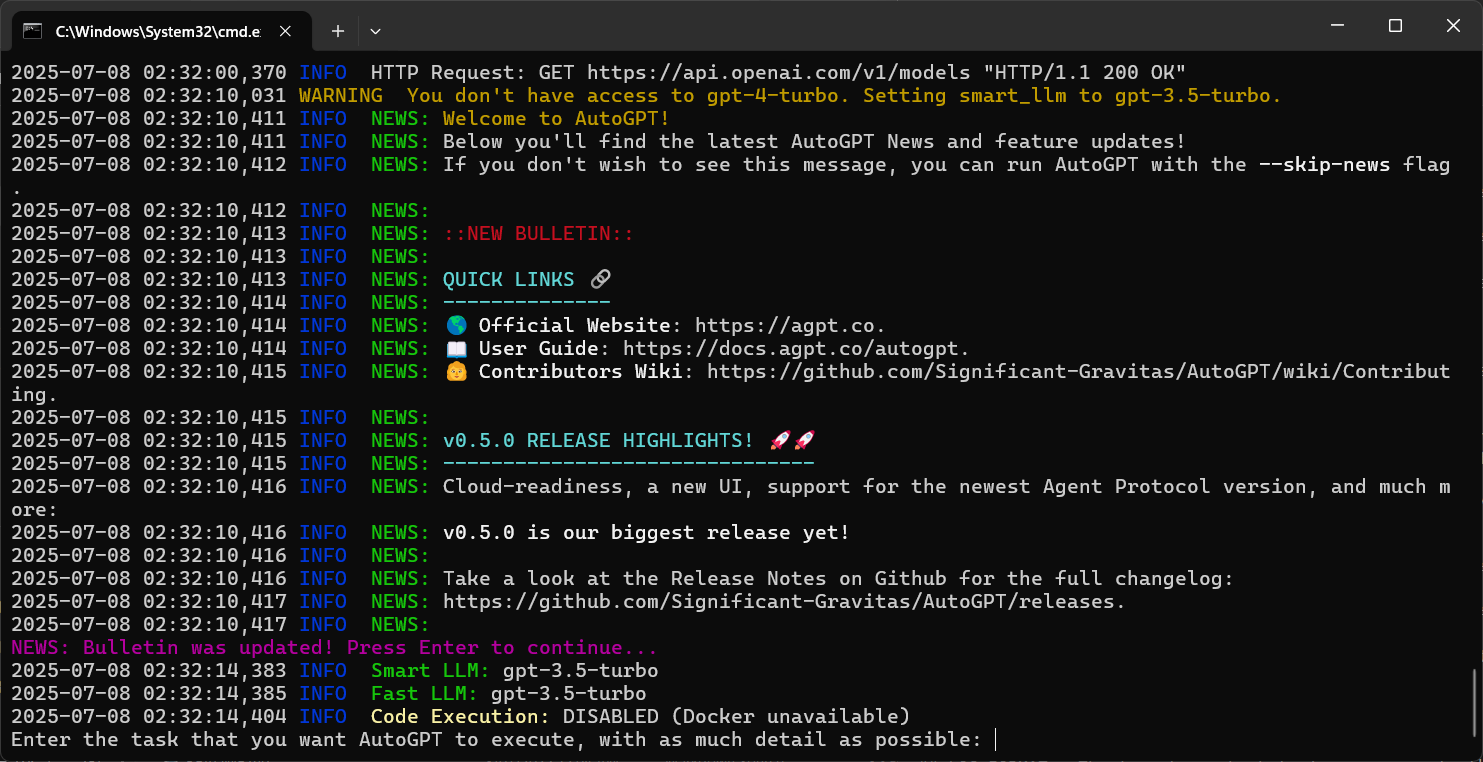 C:\Windows\System32\cmd.e
2025-07-08 02:32:00,370 INFO  HTTP Request: GET https://api.openai.com/v1/models "HTTP/1.1 200 OK"
2025-07-08 02:32:10,031 WARNING  You don't have access to gpt-4-turbo. Setting smart_llm to gpt-3.5-turbo.
2025-07-08 02:32:10,411 INFO  NEWS: Welcome to AutoGPT!
2025-07-08 02:32:10,411 INFO  NEWS: Below you'll find the latest AutoGPT News and feature updates!
2025-07-08 02:32:10,412 INFO  NEWS: If you don't wish to see this message, you can run AutoGPT with the --skip-news flag
.
2025-07-08 02:32:10,412 INFO  NEWS:
2025-07-08 02:32:10,413 INFO  NEWS: ::NEW BULLETIN::
2025-07-08 02:32:10,413 INFO  NEWS:
2025-07-08 02:32:10,413 INFO  NEWS: QUICK LINKS 🔗
2025-07-08 02:32:10,414 INFO  NEWS: --------------
2025-07-08 02:32:10,414 INFO  NEWS: 🌎 Official Website: https://agpt.co.
2025-07-08 02:32:10,414 INFO  NEWS: 📖 User Guide: https://docs.agpt.co/autogpt.
2025-07-08 02:32:10,415 INFO  NEWS: 👩 Contributors Wiki: https://github.com/Significant-Gravitas/AutoGPT/wiki/Contribut
ing.
2025-07-08 02:32:10,415 INFO  NEWS:
2025-07-08 02:32:10,415 INFO  NEWS: v0.5.0 RELEASE HIGHLIGHTS! 🚀🚀
2025-07-08 02:32:10,415 INFO  NEWS: -------------------------------
2025-07-08 02:32:10,416 INFO  NEWS: Cloud-readiness, a new UI, support for the newest Agent Protocol version, and much m
ore:
2025-07-08 02:32:10,416 INFO  NEWS: v0.5.0 is our biggest release yet!
2025-07-08 02:32:10,416 INFO  NEWS:
2025-07-08 02:32:10,416 INFO  NEWS: Take a look at the Release Notes on Github for the full changelog:
2025-07-08 02:32:10,417 INFO  NEWS: https://github.com/Significant-Gravitas/AutoGPT/releases.
2025-07-08 02:32:10,417 INFO  NEWS:
NEWS: Bulletin was updated! Press Enter to continue...
2025-07-08 02:32:14,383 INFO  Smart LLM: gpt-3.5-turbo
2025-07-08 02:32:14,385 INFO  Fast LLM: gpt-3.5-turbo
2025-07-08 02:32:14,404 INFO  Code Execution: DISABLED (Docker unavailable)
Enter the task that you want AutoGPT to execute, with as much detail as possible: